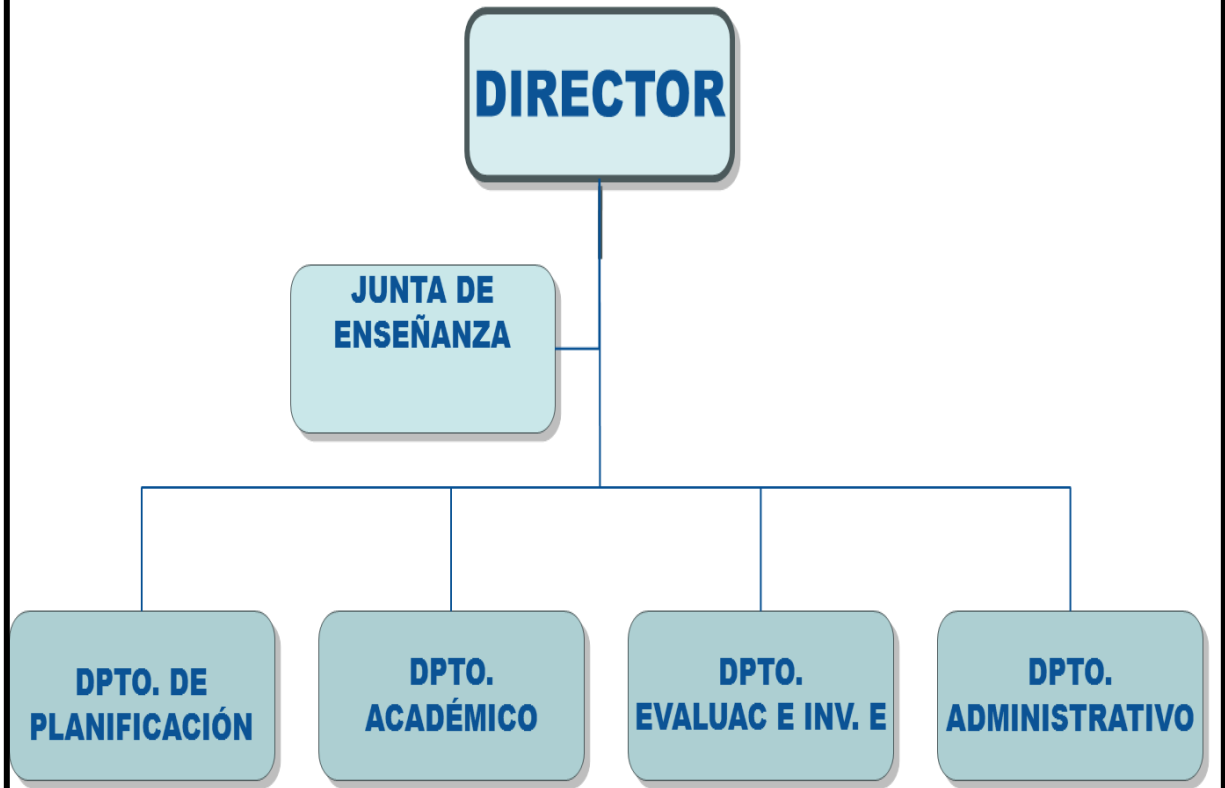 DIRECTOR
JUNTA DE
ENSEÑANZA
DPTO. DE
PLANIFICACIÓN
DPTO.
ACADÉMICO
DPTO.
EVALUAC E INV. E
DPTO.
ADMINISTRATIVO